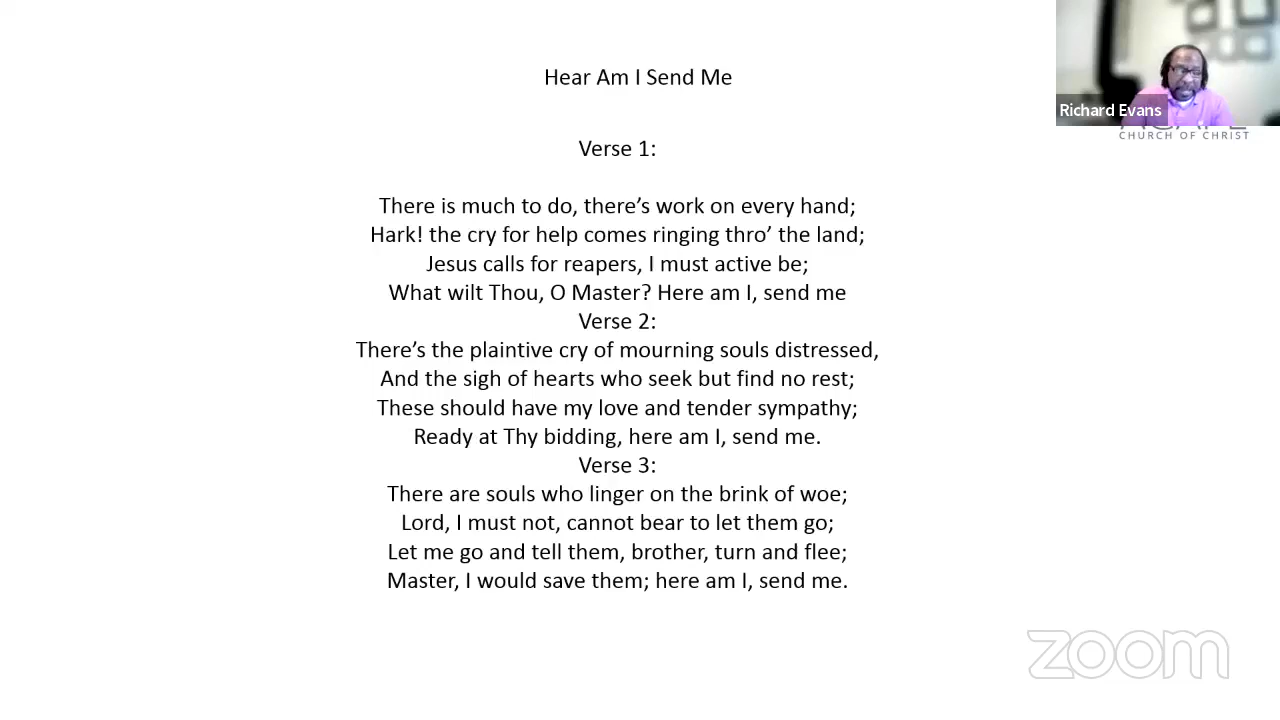 Hear Am I Send Me
Richard Evans
CHURCH OF CHRIST
Verse 1:
There is much to do, there’s work on every hand;
Hark! the cry for help comes ringing thro’ the land;
Jesus calls for reapers, I must active be;
What wilt Thou, O Master? Here am I, send me
Verse 2:
There’s the plaintive cry of mourning souls distressed,
And the sigh of hearts who seek but find no rest;
These should have my love and tender sympathy;
Ready at Thy bidding, here am I, send me.
Verse 3:
There are souls who linger on the brink of woe;
Lord, I must not, cannot bear to let them go;
Let me go and tell them, brother, turn and flee;
Master, I would save them; here am I, send me.
zoom